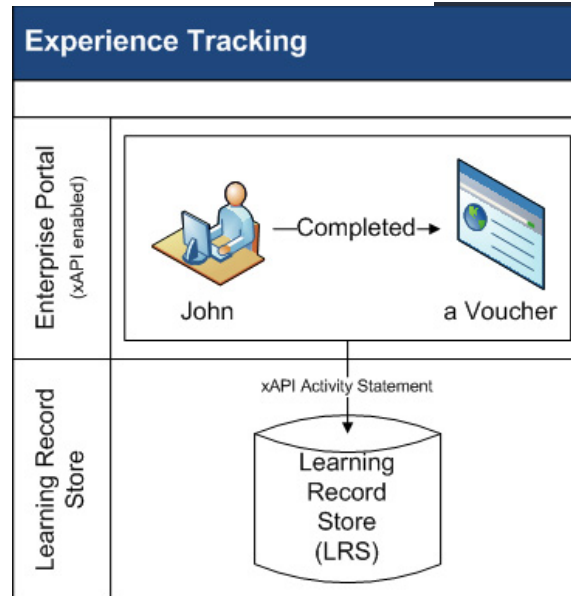 Experience Tracking
Enterprise Portal
(xAPI enabled)
Completed
John
a Voucher
xAPI Activity Statement
Learning Record
Store
Learning
Record
Store
(LRS)